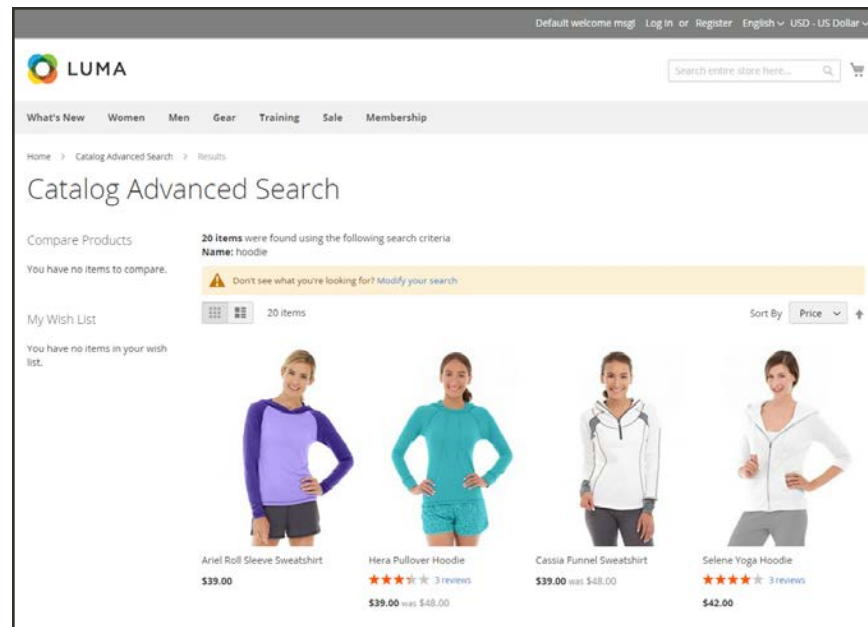 Default welcome msg! Log In or Register English USD - US Dollar
LUMA
Search entire store here...
What's New Women Men Gear Training Sale Membership
Home > Catalog Advanced Search > Results
Catalog Advanced Search
Compare Products
You have no items to compare.
My Wish List
You have no items in your wish
list.
20 items were found using the following search criteria
Name: hoodie
Don't see what you're looking for? Modify your search
20 items
Sort By Price
Ariel Roll Sleeve Sweatshirt
$39.00
Hera Pullover Hoodie
3 reviews
$39.00 was $48.00
Cassia Funnel Sweatshirt
$39.00 was $48.00
Selene Yoga Hoodie
3 reviews
$42.00